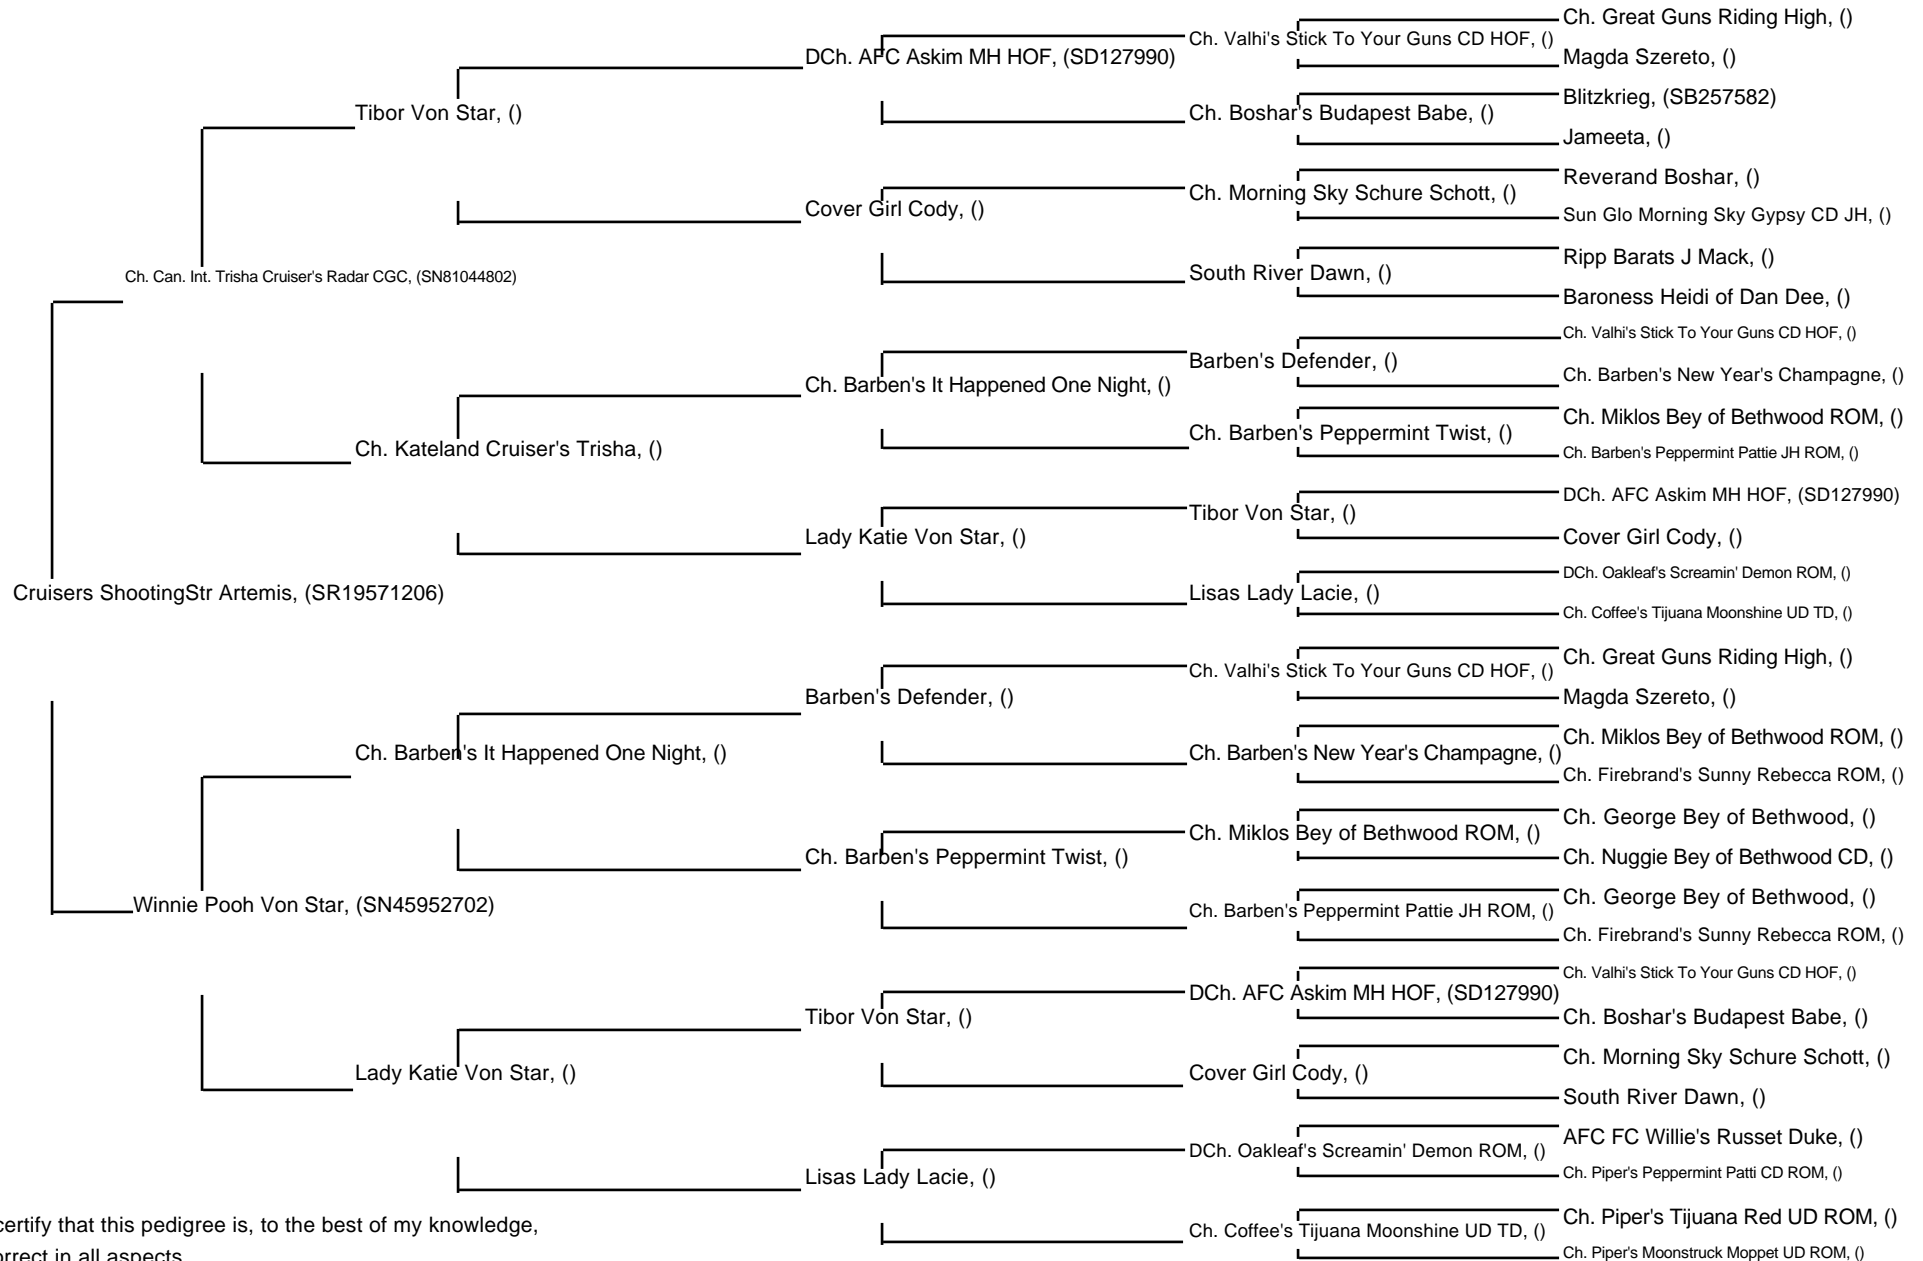 Ch. Great Guns Riding High, ()
Ch. Valhi's Stick To Your Guns CD HOF, ()
DCh. AFC Askim MH HOF, (SD127990)
Magda Szereto, ()
Blitzkrieg, (SB257582)
Tibor Von Star, ()
Ch. Boshar's Budapest Babe, ()
Jameeta, ()
Reverand Boshar, ()
Ch. Morning Sky Schure Schott, ()
Cover Girl Cody, ()
Sun Glo Morning Sky Gypsy CD JH, ()
Ripp Barats J Mack, ()
Ch. Can. Int. Trisha Cruiser's Radar CGC, (SN81044802)
South River Dawn, ()
Baroness Heidi of Dan Dee, ()
Ch. Valhi's Stick To Your Guns CD HOF, ()
Barben's Defender, ()
Ch. Barben's It Happened One Night, ()
Ch. Barben's New Year's Champagne, ()
Ch. Miklos Bey of Bethwood ROM, ()
Ch. Kateland Cruiser's Trisha, ()
Ch. Barben's Peppermint Twist, ()
Ch. Barben's Peppermint Pattie JH ROM, ()
DCh. AFC Askim MH HOF, (SD127990)
Tibor Von Star, ()
Lady Katie Von Star, ()
Cover Girl Cody, ()
DCh. Oakleaf's Screamin' Demon ROM, ()
Cruisers ShootingStr Artemis, (SR19571206)
Lisas Lady Lacie, ()
Ch. Coffee's Tijuana Moonshine UD TD, ()
Ch. Great Guns Riding High, ()
Ch. Valhi's Stick To Your Guns CD HOF, ()
Barben's Defender, ()
Magda Szereto, ()
Ch. Miklos Bey of Bethwood ROM, ()
Ch. Barben's It Happened One Night, ()
Ch. Barben's New Year's Champagne, ()
Ch. Firebrand's Sunny Rebecca ROM, ()
Ch. George Bey of Bethwood, ()
Ch. Miklos Bey of Bethwood ROM, ()
Ch. Barben's Peppermint Twist, ()
Ch. Nuggie Bey of Bethwood CD, ()
Ch. George Bey of Bethwood, ()
Winnie Pooh Von Star, (SN45952702)
Ch. Barben's Peppermint Pattie JH ROM, ()
Ch. Firebrand's Sunny Rebecca ROM, ()
Ch. Valhi's Stick To Your Guns CD HOF, ()
DCh. AFC Askim MH HOF, (SD127990)
Tibor Von Star, ()
Ch. Boshar's Budapest Babe, ()
Ch. Morning Sky Schure Schott, ()
Lady Katie Von Star, ()
Cover Girl Cody, ()
South River Dawn, ()
AFC FC Willie's Russet Duke, ()
DCh. Oakleaf's Screamin' Demon ROM, ()
Lisas Lady Lacie, ()
Ch. Piper's Peppermint Patti CD ROM, ()
Ch. Piper's Tijuana Red UD ROM, ()
certify that this pedigree is, to the best of my knowledge,
Ch. Coffee's Tijuana Moonshine UD TD, ()
Ch. Piper's Moonstruck Moppet UD ROM, ()
orrect in all aspects